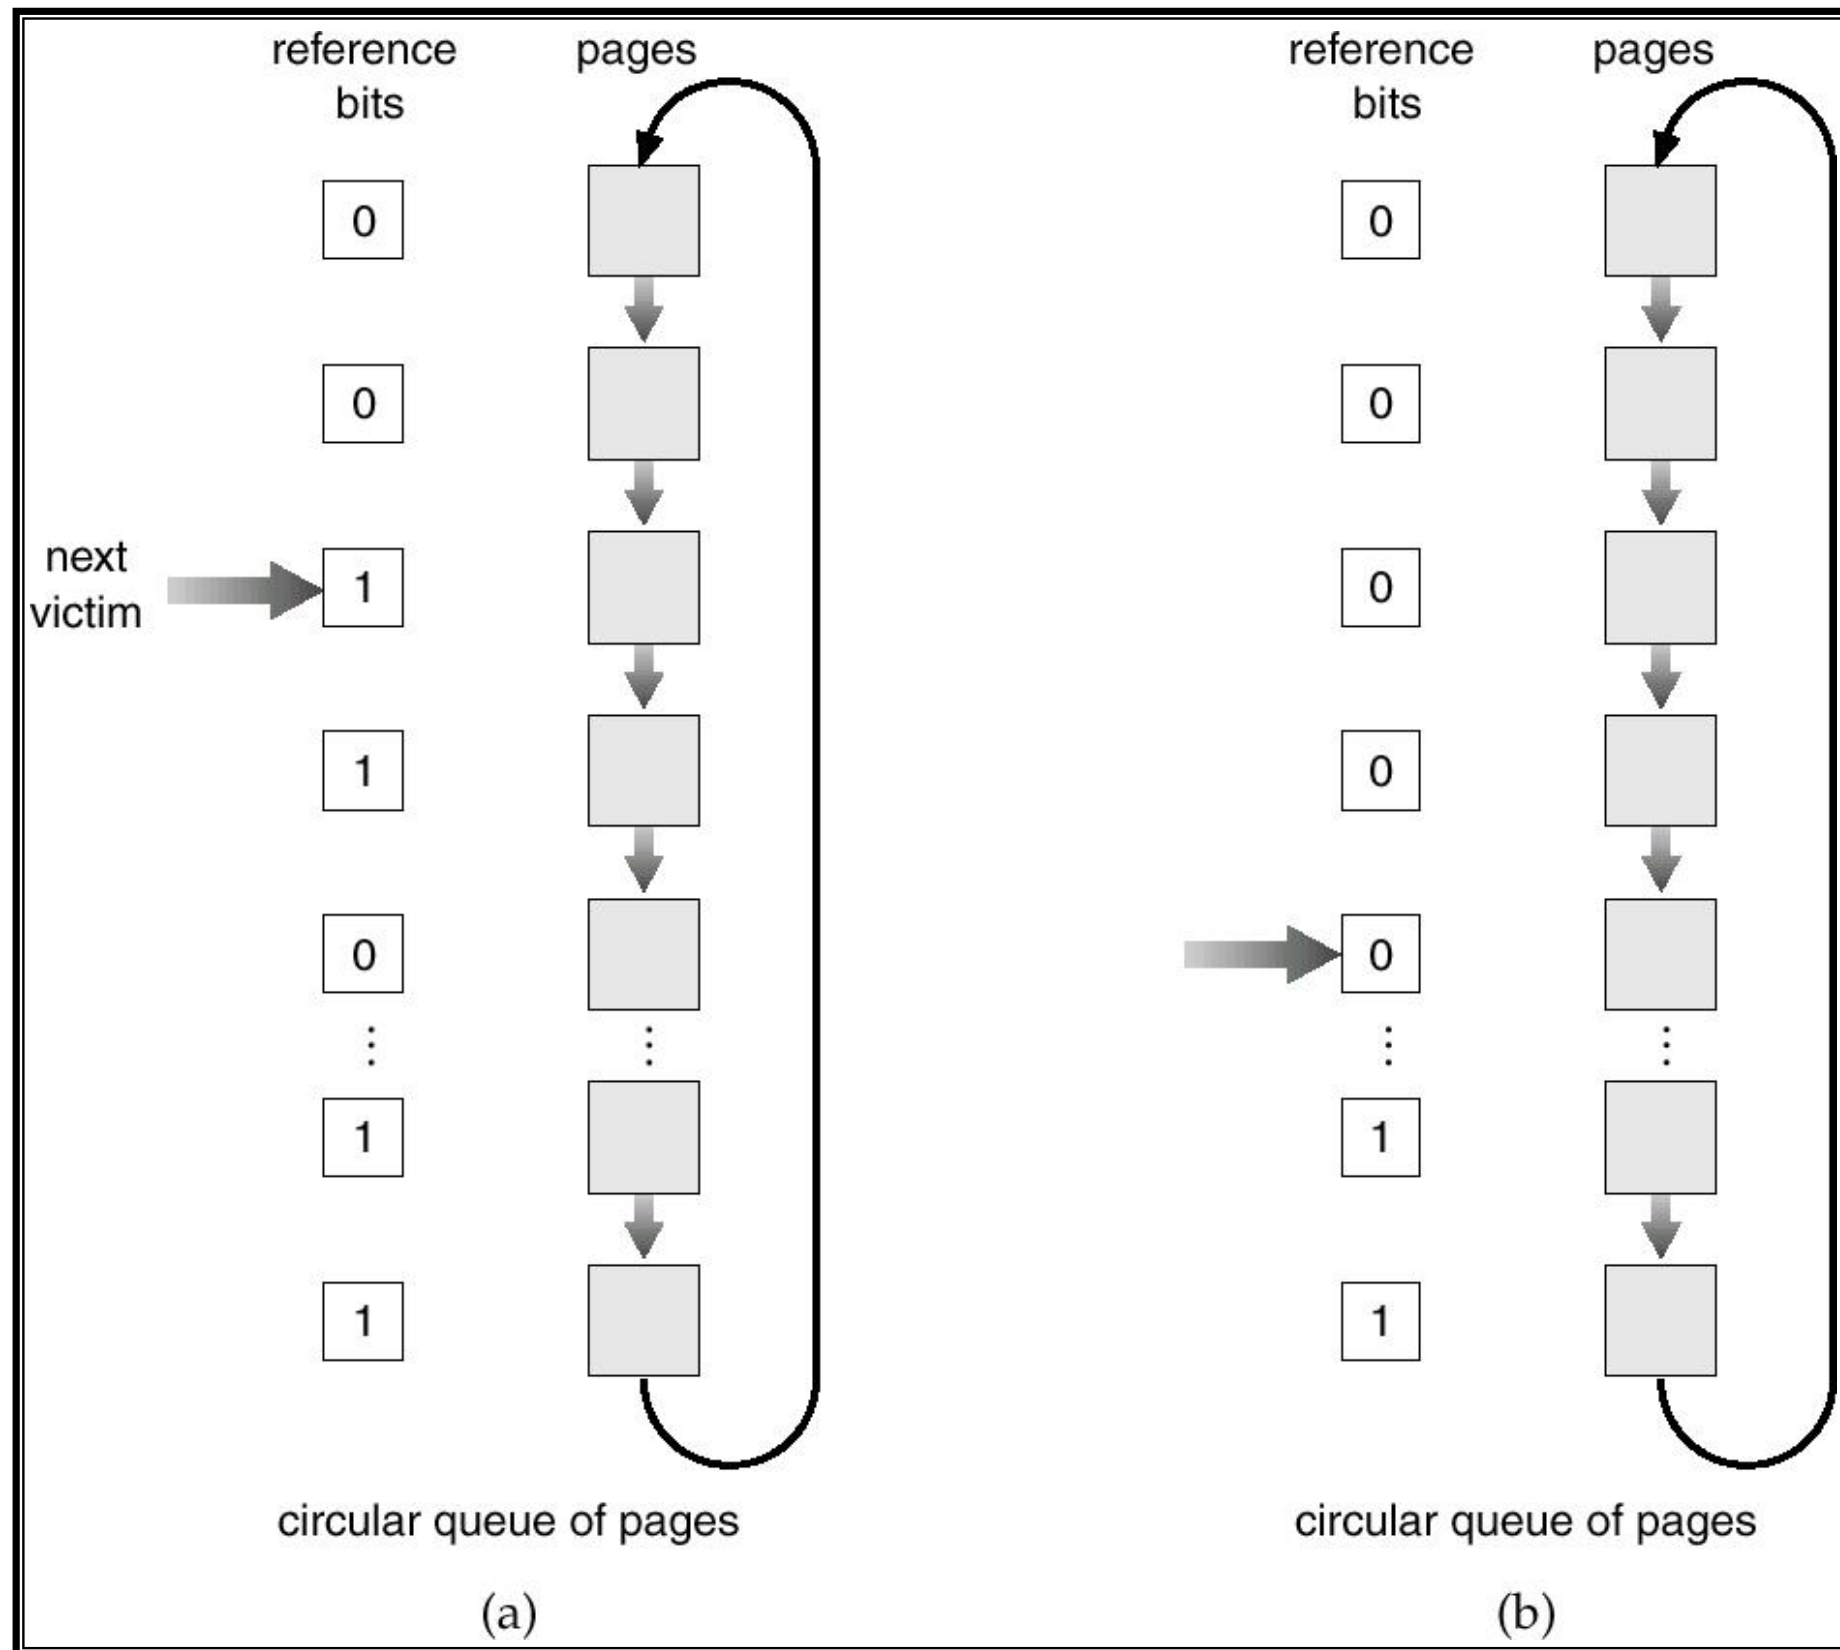 reference
bits
pages
0
0
next
victim
1
1
0
1
1
circular queue of pages
(a)
reference
bits
pages
0
0
0
0
0
1
1
circular queue of pages
(b)